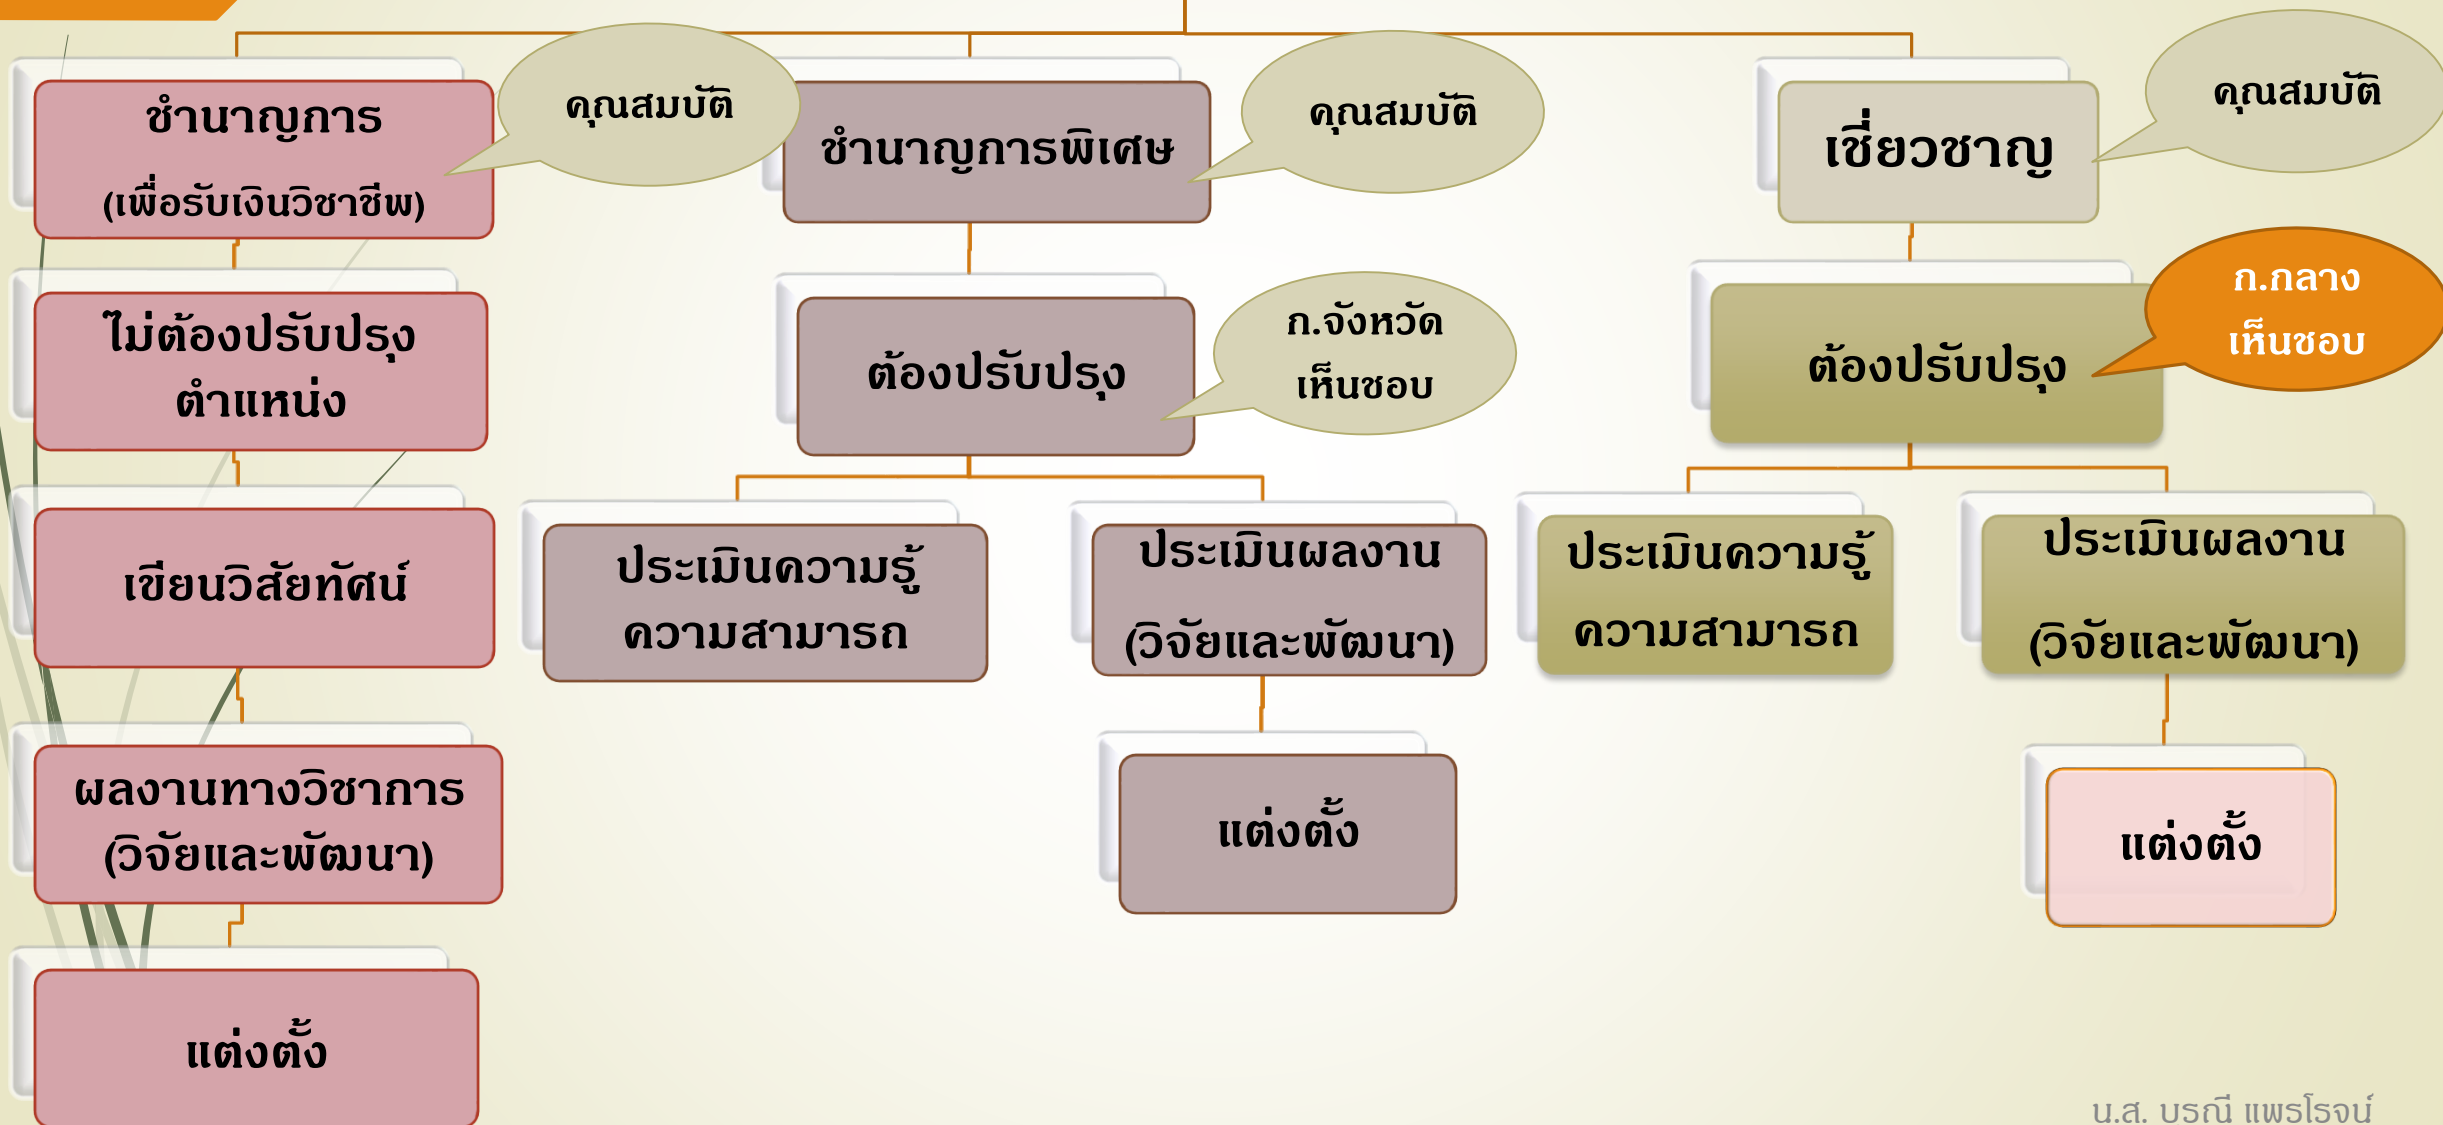 ชำนาญการ
(เพื่อรับเงินวิชาชีพ)
คุณสมบัติ
ไม่ต้องปรับปรุง
ตำแหน่ง
เขียนวิสัยทัศน์
ผลงานทางวิชาการ
(วิจัยและพัฒนา)
แต่งตั้ง
ชำนาญการพิเศษ
คุณสมบัติ
ต้องปรับปรุง
ก.จังหวัด
เห็นชอบ
ประเมินความรู้
ความสามารถ
ประเมินผลงาน
(วิจัยและพัฒนา)
แต่งตั้ง
เชี่ยวชาญ
คุณสมบัติ
ต้องปรับปรุง
ก.กลาง
เห็นชอบ
ประเมินความรู้
ความสามารถ
ประเมินผลงาน
(วิจัยและพัฒนา)
แต่งตั้ง
น.ส. บรณี แพรโรจน์